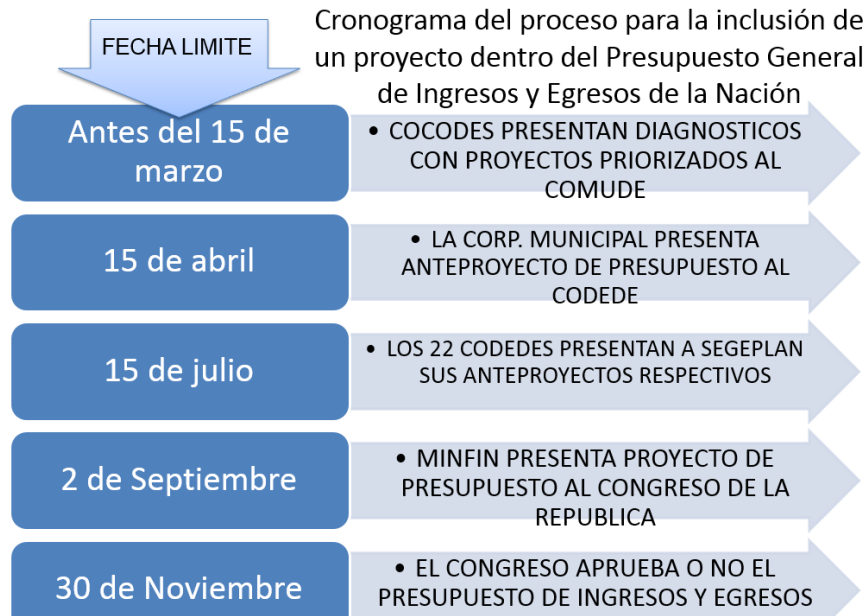 FECHA LIMITE
Cronograma del proceso para la inclusión de
un proyecto dentro del Presupuesto General
de Ingresos y Egresos de la Nación
Antes del 15 de
marzo
• COCODES PRESENTAN DIAGNOSTICOS
CON PROYECTOS PRIORIZADOS AL
COMUDE
15 de abril
• LA CORP. MUNICIPAL PRESENTA
ANTEPROYECTO DE PRESUPUESTO AL
CODEDE
15 de julio
• LOS 22 CODEDES PRESENTAN A SEGEPLAN
SUS ANTEPROYECTOS RESPECTIVOS
2 de Septiembre
• MINFIN PRESENTA PROYECTO DE
PRESUPUESTO AL CONGRESO DE LA
REPUBLICA
30 de Noviembre
• EL CONGRESO APRUEBA O NO EL
PRESUPUESTO DE INGRESOS Y EGRESOS